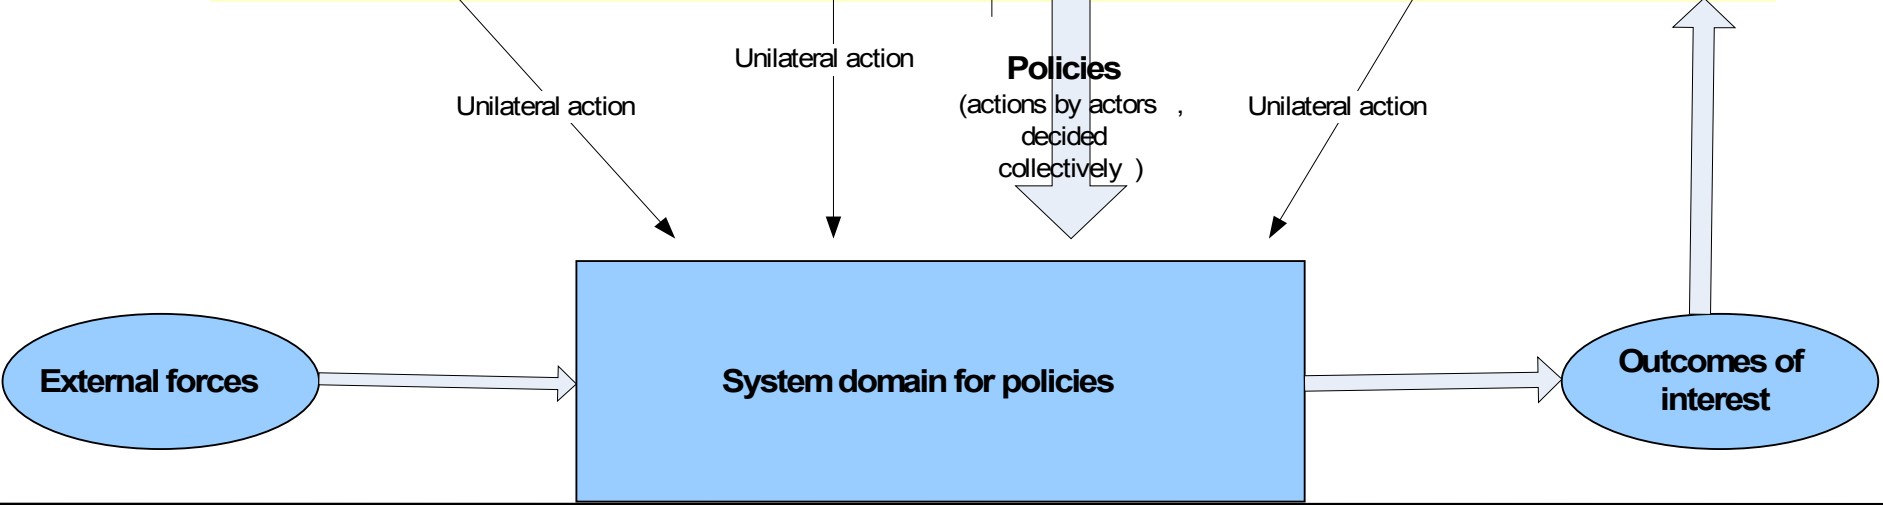 Unilateral action
Unilateral action
Policies
(actions by actors ,
decided
collectively )
Unilateral action
External forces
System domain for policies
Outcomes of
interest